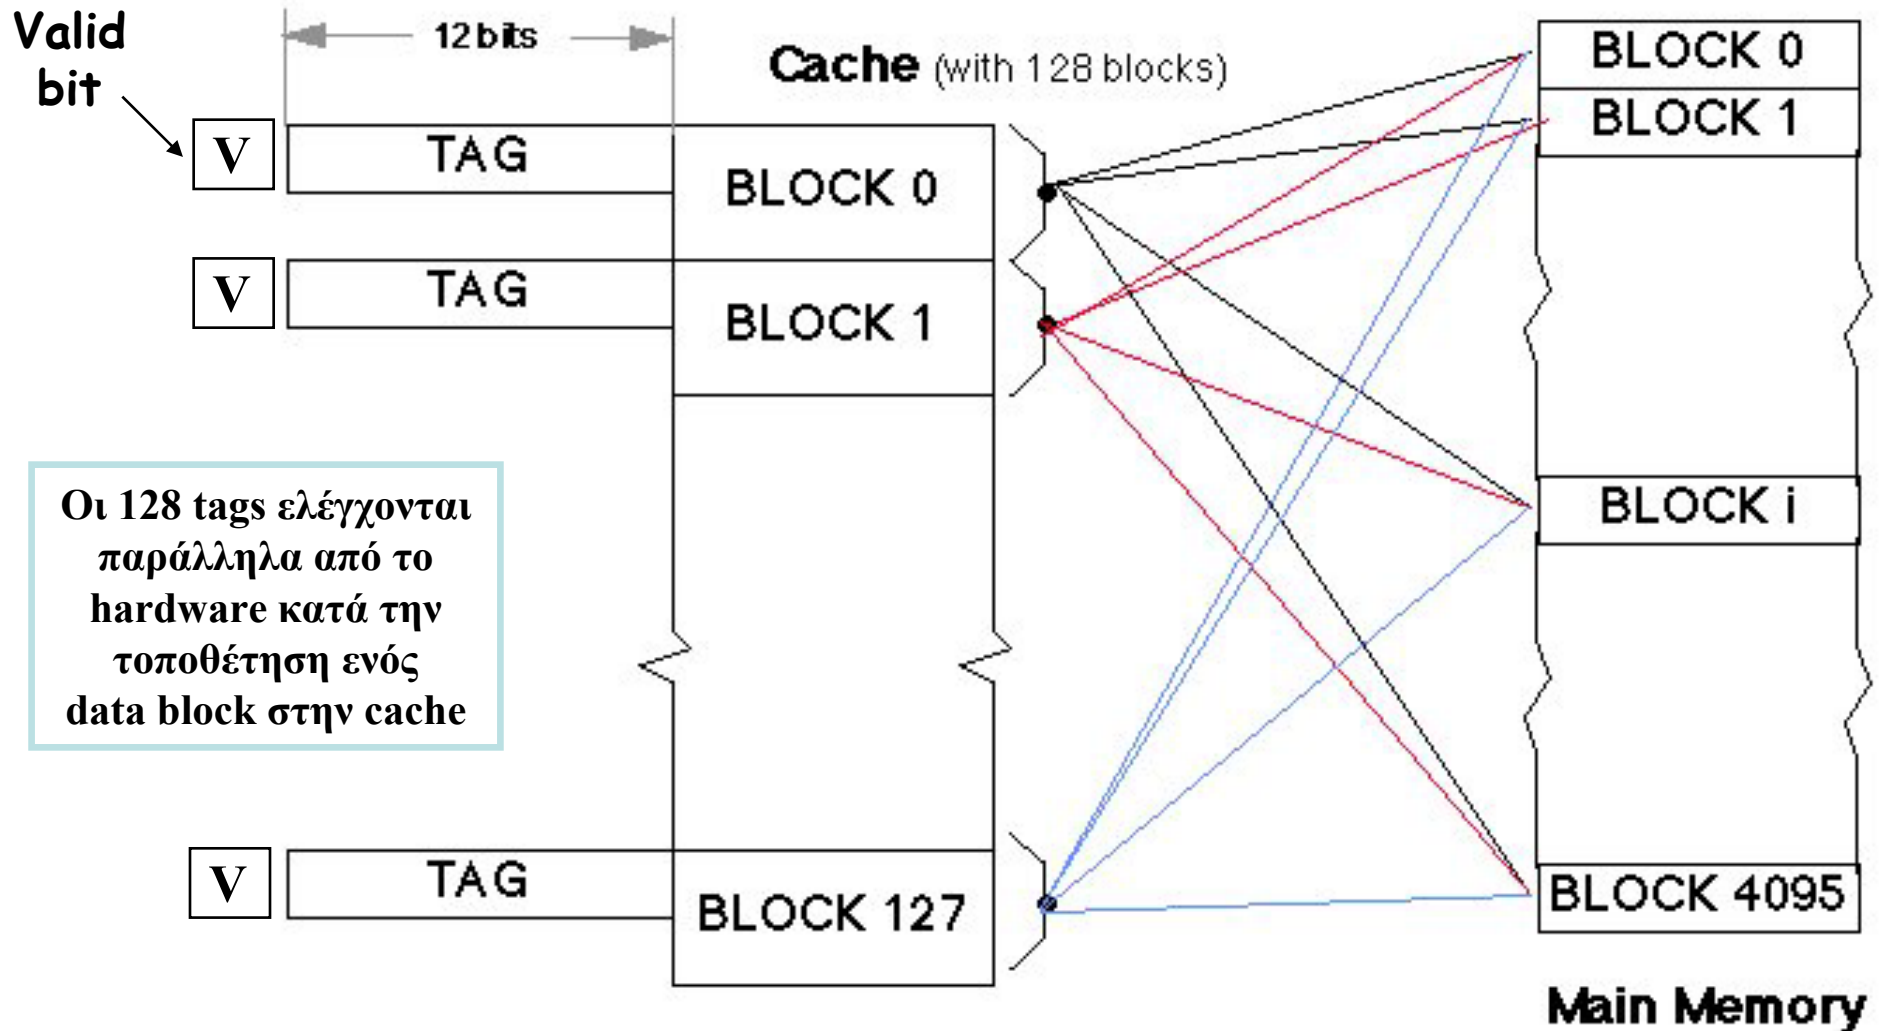 Valid
bit
12 bits
Cache (with 128 blocks)
V
TAG
BLOCK 0
V
TAG
BLOCK 1
Οι 128 tags ελέγχονται
παράλληλα από το
hardware κατά την
τοποθέτηση ενός
data block στην cache
V
TAG
BLOCK 127
BLOCK 0
BLOCK 1
BLOCK i
BLOCK 4095
Main Memory